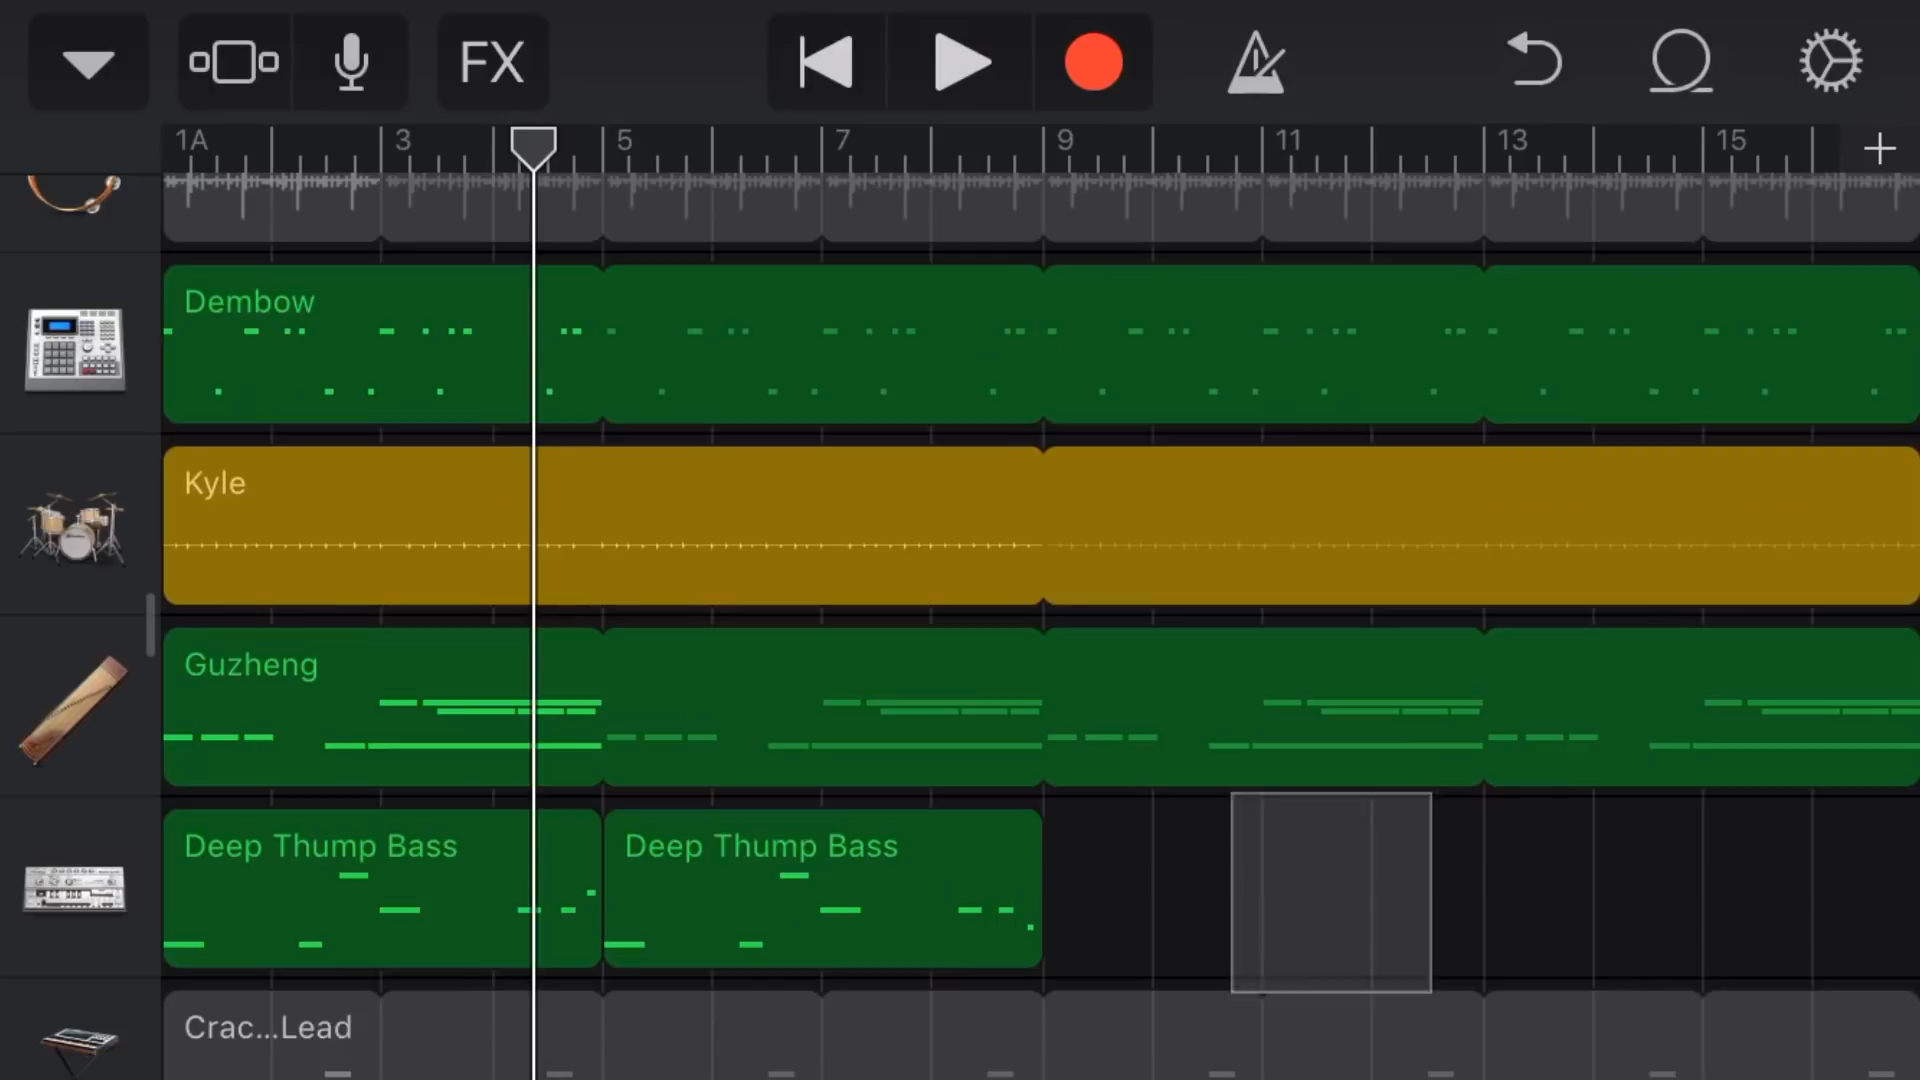 FX
1A 3 5 7 9 11 13 15
Dembow
Kyle
Guzheng
Deep Thump Bass Deep Thump Bass
Crac...Lead